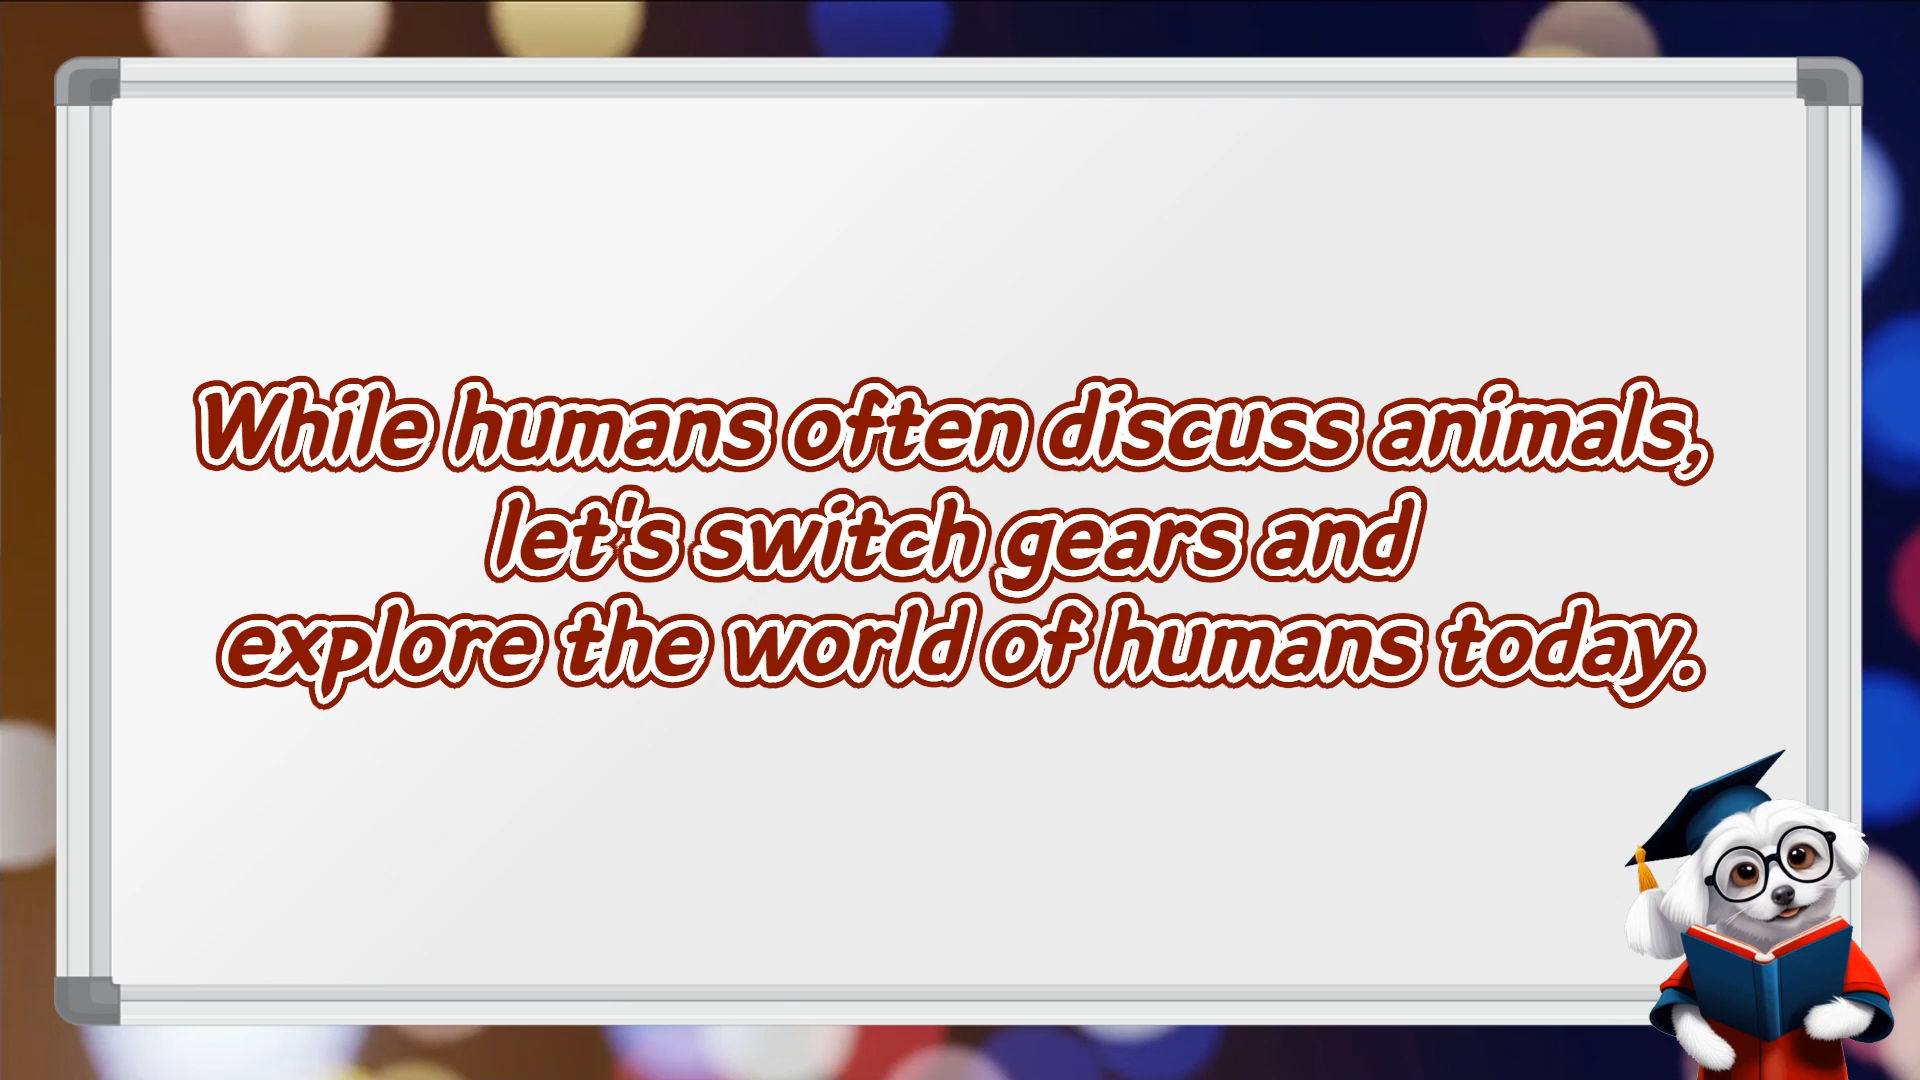 While humans often discuss animals,
let's switch gears and
explore the world of humans today.